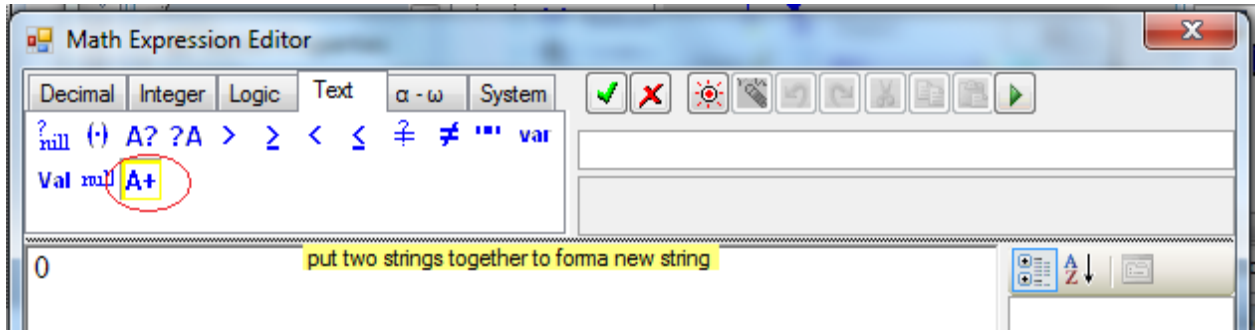 Math Expression Editor
Decimal Integer Logic Text α - ω System
? null (·) A? ?A > ≥ < ≤ ≠ "" var
Val null A+
put two strings together to forma new string
0
A Z